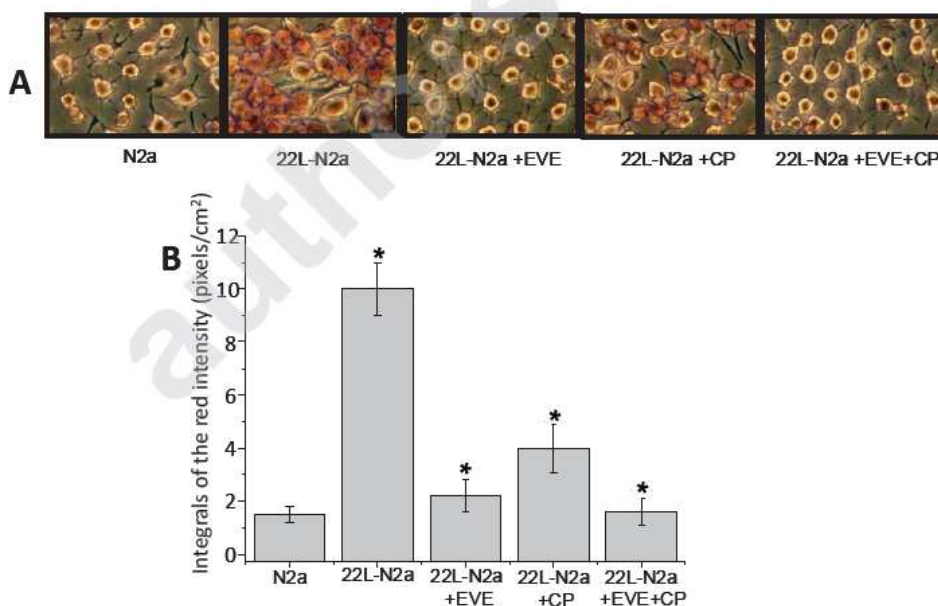 A
N2a
22L-N2a
22L-N2a +EVE
22L-N2a +CP
22L-N2a +EVE+CP
authors
B
Integrals of the red intensity (pixels/cm²)
12
10
8
6
4
2
0
*
*
*
*
N2a
22L-N2a
22L-N2a
+EVE
22L-N2a
+CP
22L-N2a
+EVE+CP